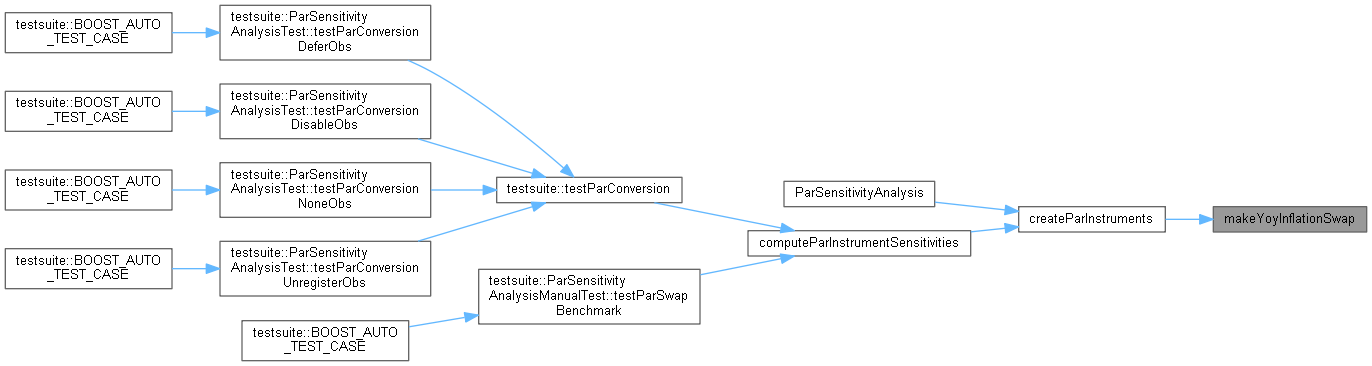 testsuite::BOOST_AUTO
_TEST_CASE
testsuite::ParSensitivity
AnalysisTest::testParConversion
DeferObs
testsuite::BOOST_AUTO
_TEST_CASE
testsuite::ParSensitivity
AnalysisTest::testParConversion
DisableObs
testsuite::BOOST_AUTO
_TEST_CASE
testsuite::ParSensitivity
AnalysisTest::testParConversion
NoneObs
testsuite::BOOST_AUTO
_TEST_CASE
testsuite::ParSensitivity
AnalysisTest::testParConversion
UnregisterObs
testsuite::BOOST_AUTO
_TEST_CASE
testsuite::testParConversion
testsuite::ParSensitivity
AnalysisManualTest::testParSwap
Benchmark
ParSensitivityAnalysis
computeParInstrumentSensitivities
createParInstruments
makeYoyInflationSwap